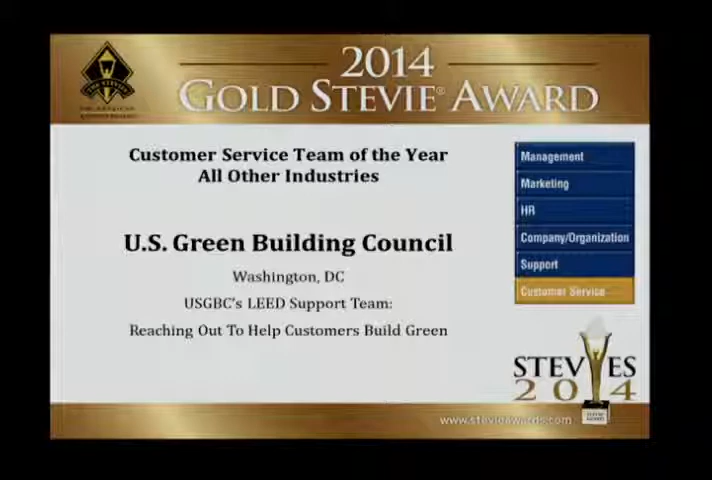 2014
GOLD STEVIE® AWARD
THE STEVIES
Customer Service Team of the Year
All Other Industries
U.S. Green Building Council
Washington, DC
USGBC's LEED Support Team:
Reaching Out To Help Customers Build Green
Management
Marketing
HR
Company/Organization
Support
Customer Service
STEVIES
2014
www.stevieawards.com